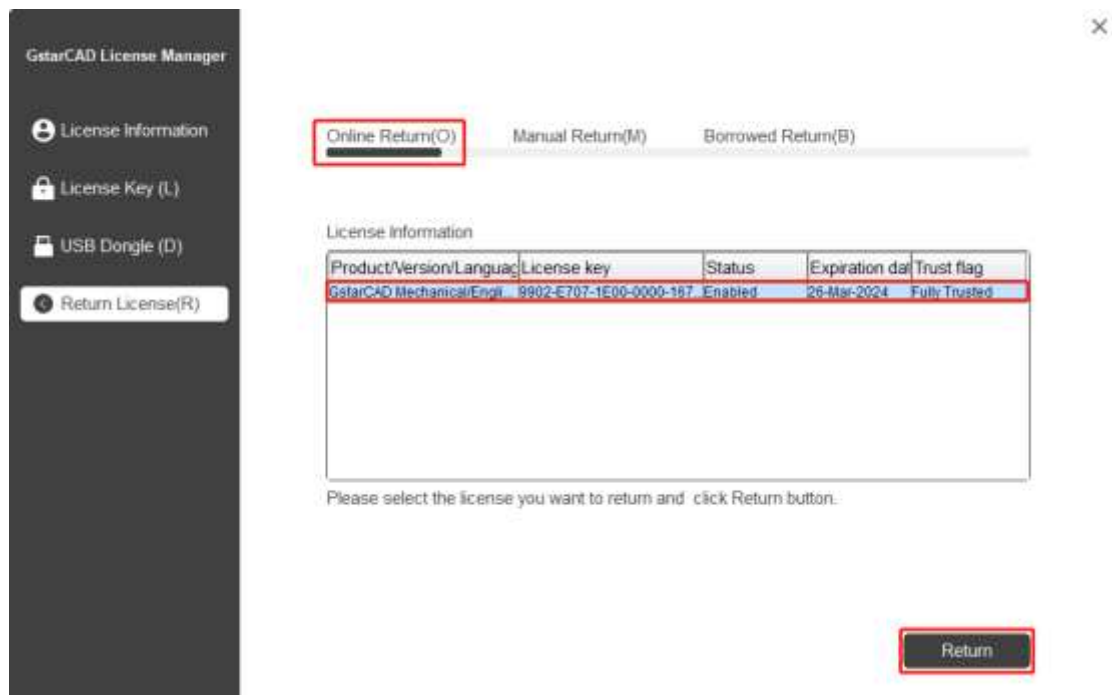 GstarCAD License Manager
License Information
License Key (L)
USB Dongle (D)
Return License(R)
Online Return(O) Manual Return(M) Borrowed Return(B)
License Information
Product/Version/Languag License key Status Expiration dat Trust flag
GstarCAD Mechanical/Engli... 9902-E707-1E00-0000-167... Enabled 26-Mar-2024 Fully Trusted
Please select the license you want to return and click Return button.
Return